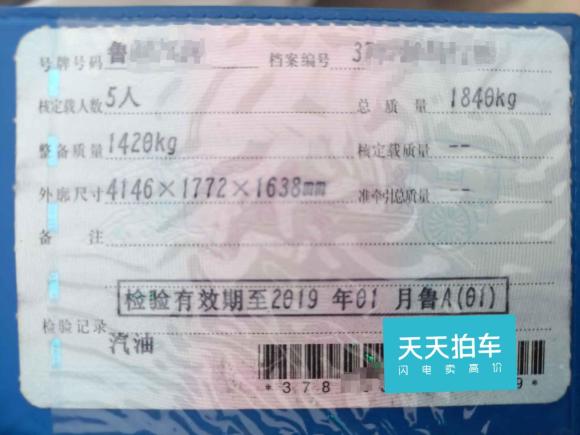 号牌号码 鲁 档案编号 37
核定载人数 5人 总质量 1840kg
整备质量 1420kg 核定载质量 --
外廓尺寸 4146×1772×1638mm 准牵引总质量 --
备注
检验有效期至2019 年01 月鲁A(01)
检验记录
汽油
天天拍车
闪电卖高价
*378 9*